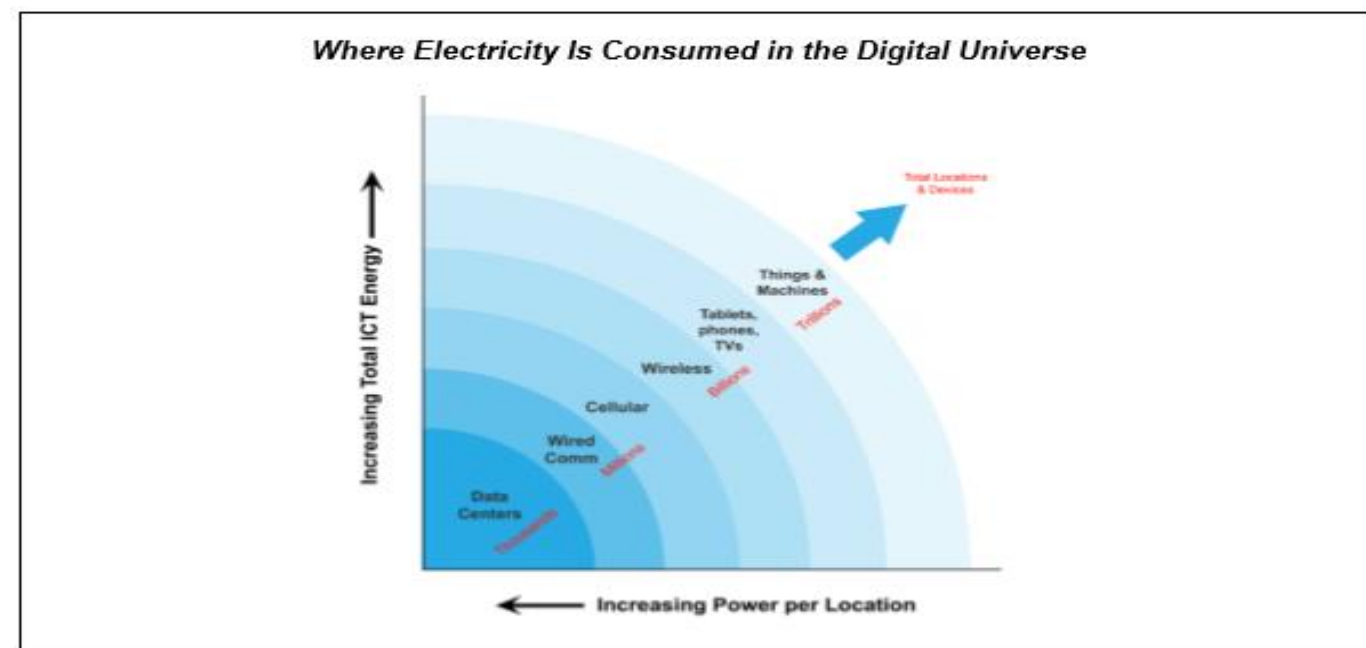 Where Electricity Is Consumed in the Digital Universe
Total Locations
& Devices
Increasing Total ICT Energy
Things &
Machines
Trillions
Tablets,
phones,
TVs
Billions
Wireless
Cellular
Wired
Comm
Millions
Data
Centers
Thousands
Increasing Power per Location